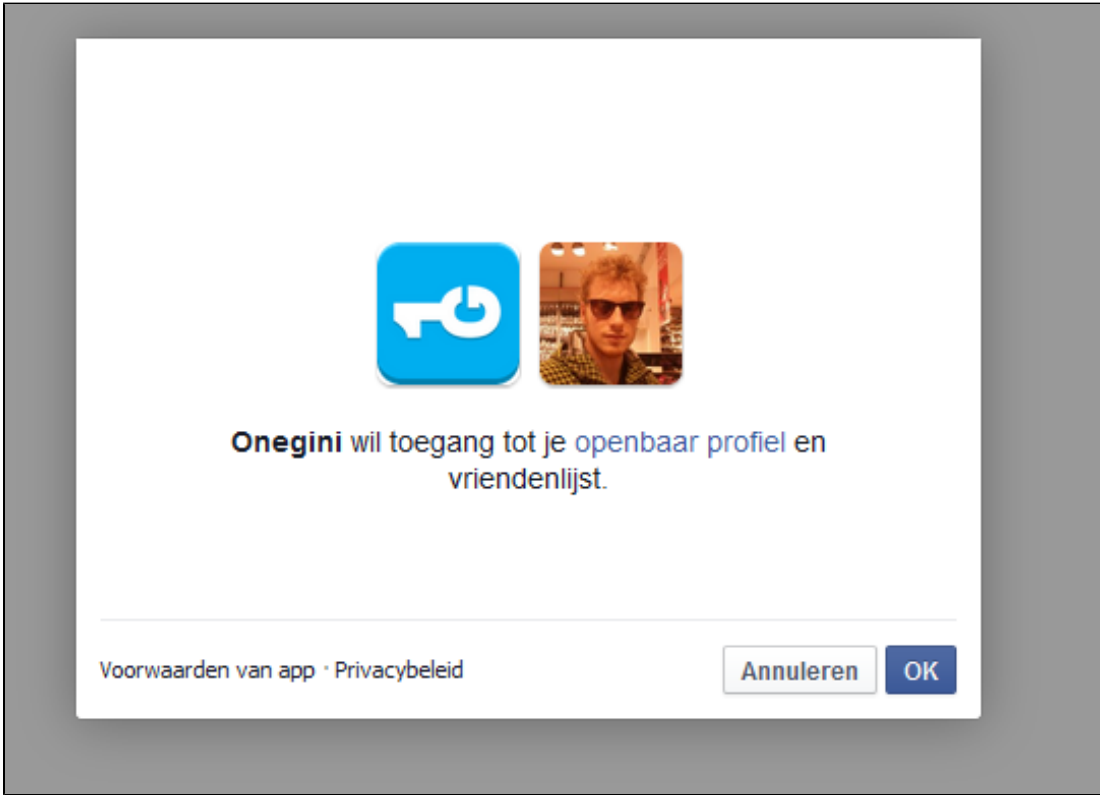 Onegini wil toegang tot je openbaar profiel en
vriendenlijst.
Voorwaarden van app · Privacybeleid
Annuleren
OK